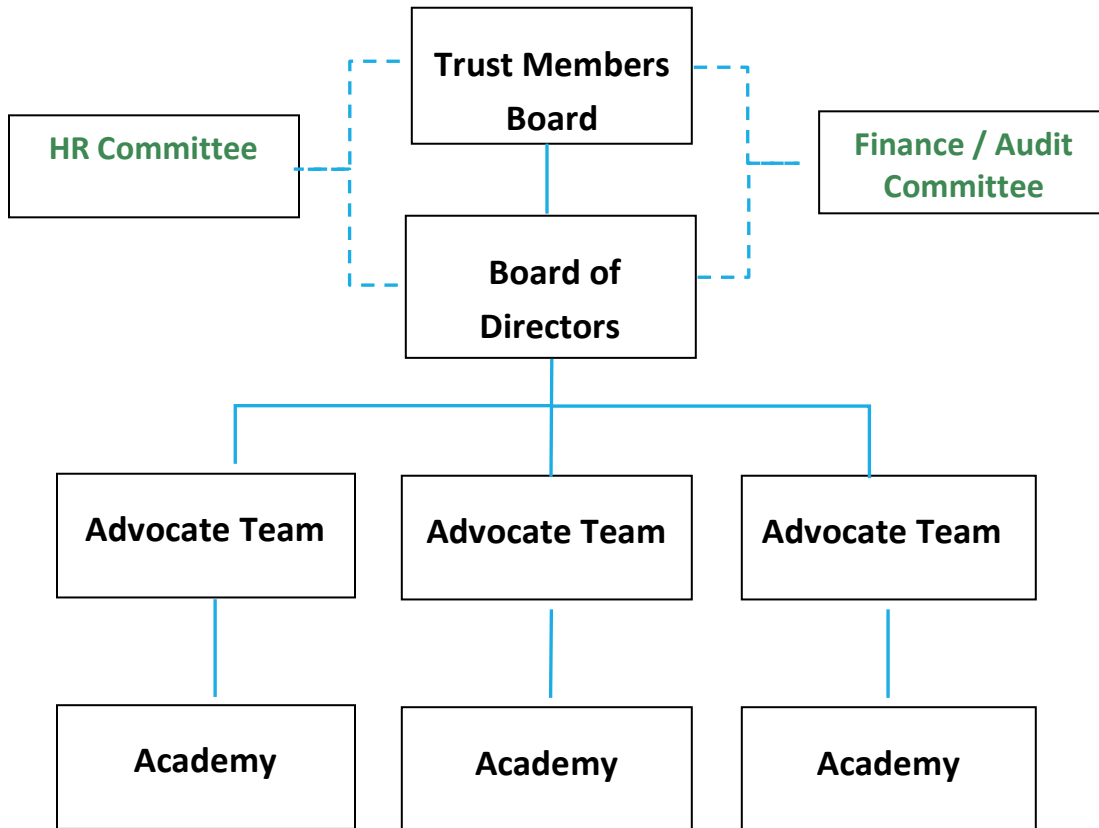 Trust Members
Board
HR Committee
Finance / Audit
Committee
Board of
Directors
Advocate Team
Advocate Team
Advocate Team
Academy
Academy
Academy